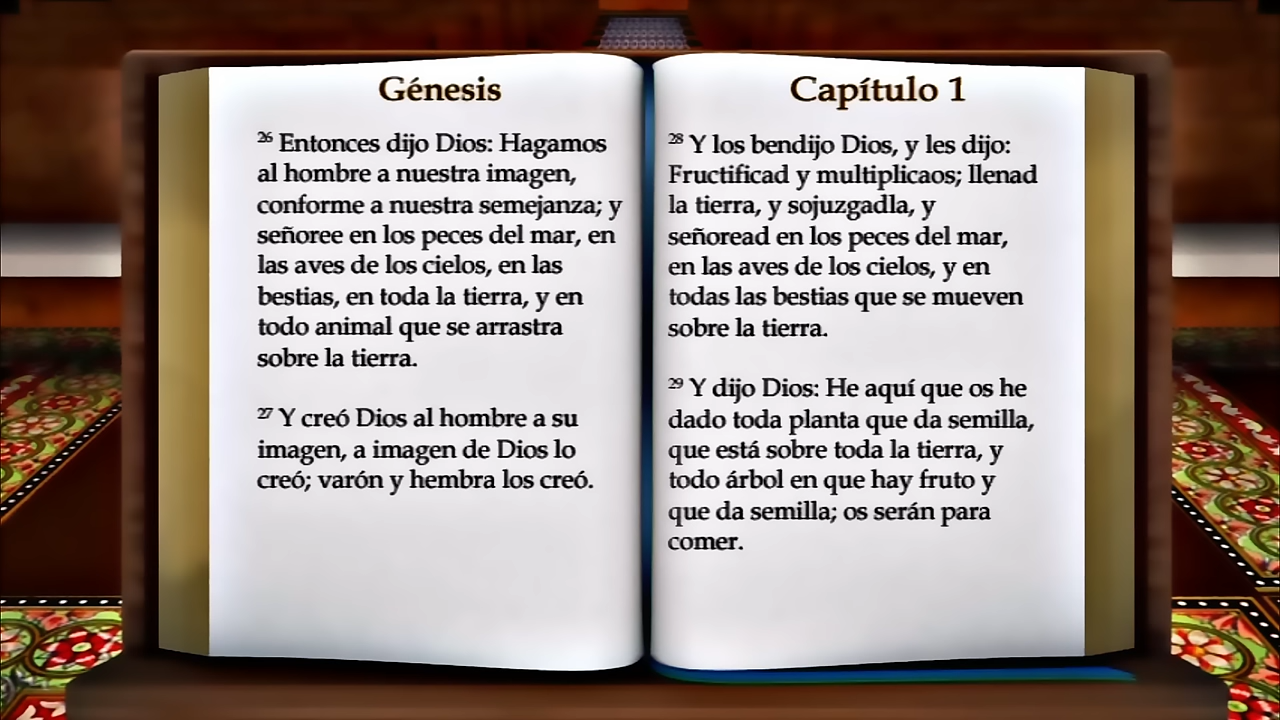 Génesis
26 Entonces dijo Dios: Hagamos
al hombre a nuestra imagen,
conforme a nuestra semejanza; y
señoree en los peces del mar, en
las aves de los cielos, en las
bestias, en toda la tierra, y en
todo animal que se arrastra
sobre la tierra.
27 Y creó Dios al hombre a su
imagen, a imagen de Dios lo
creó; varón y hembra los creó.
Capítulo 1
28 Y los bendijo Dios, y les dijo:
Fructificad y multiplicaos; llenad
la tierra, y sojuzgadla, y
señoread en los peces del mar,
en las aves de los cielos, y en
todas las bestias que se mueven
sobre la tierra.
29 Y dijo Dios: He aquí que os he
dado toda planta que da semilla,
que está sobre toda la tierra, y
todo árbol en que hay fruto y
que da semilla; os serán para
comer.